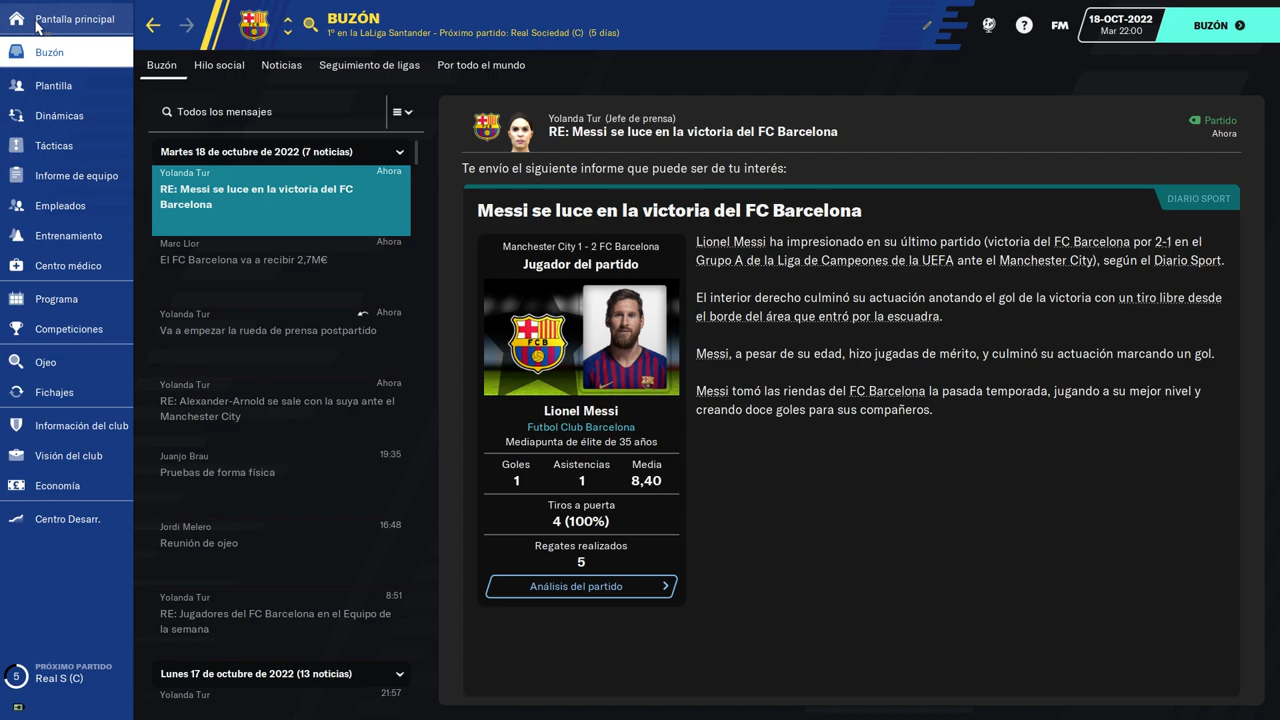 Pantalla principal
Buzón
Plantilla
Dinámicas
Tácticas
Informe de equipo
Empleados
Entrenamiento
Centro médico
Programa
Competiciones
Ojeo
Fichajes
Información del club
Visión del club
Economía
Centro Desarr.
5
PRÓXIMO PARTIDO
Real S (C)
BUZÓN
1º en la LaLiga Santander - Próximo partido: Real Sociedad (C) (5 días)
FM
18-OCT-2022
Mar 22:00
BUZÓN
Buzón Hilo social Noticias Seguimiento de ligas Por todo el mundo
Todos los mensajes
Martes 18 de octubre de 2022 (7 noticias)
Yolanda Tur Ahora
RE: Messi se luce en la victoria del FC
Barcelona
Marc Llor Ahora
El FC Barcelona va a recibir 2,7M€
Yolanda Tur Ahora
Va a empezar la rueda de prensa postpartido
Yolanda Tur Ahora
RE: Alexander-Arnold se sale con la suya ante el
Manchester City
Juanjo Brau 19:35
Pruebas de forma física
Jordi Melero 16:48
Reunión de ojeo
Yolanda Tur 8:51
RE: Jugadores del FC Barcelona en el Equipo de
la semana
Lunes 17 de octubre de 2022 (13 noticias)
Yolanda Tur 21:57
Yolanda Tur (Jefe de prensa)
RE: Messi se luce en la victoria del FC Barcelona
Partido
Ahora
Te envío el siguiente informe que puede ser de tu interés:
DIARIO SPORT
Messi se luce en la victoria del FC Barcelona
Manchester City 1 - 2 FC Barcelona
Jugador del partido
FCB
Lionel Messi
Futbol Club Barcelona
Mediapunta de élite de 35 años
Goles Asistencias Media
1 1 8,40
Tiros a puerta
4 (100%)
Regates realizados
5
Análisis del partido
Lionel Messi ha impresionado en su último partido (victoria del FC Barcelona por 2-1 en el
Grupo A de la Liga de Campeones de la UEFA ante el Manchester City), según el Diario Sport.
El interior derecho culminó su actuación anotando el gol de la victoria con un tiro libre desde
el borde del área que entró por la escuadra.
Messi, a pesar de su edad, hizo jugadas de mérito, y culminó su actuación marcando un gol.
Messi tomó las riendas del FC Barcelona la pasada temporada, jugando a su mejor nivel y
creando doce goles para sus compañeros.